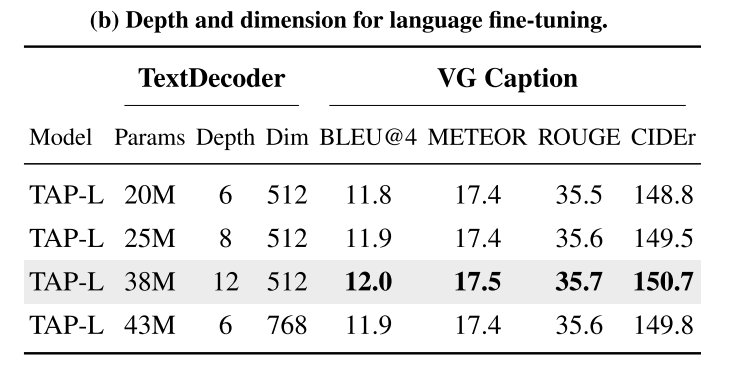 (b) Depth and dimension for language fine-tuning.
TextDecoder VG Caption
Model Params Depth Dim BLEU@4 METEOR ROUGE CIDEr
TAP-L 20M 6 512 11.8 17.4 35.5 148.8
TAP-L 25M 8 512 11.9 17.4 35.6 149.5
TAP-L 38M 12 512 12.0 17.5 35.7 150.7
TAP-L 43M 6 768 11.9 17.4 35.6 149.8